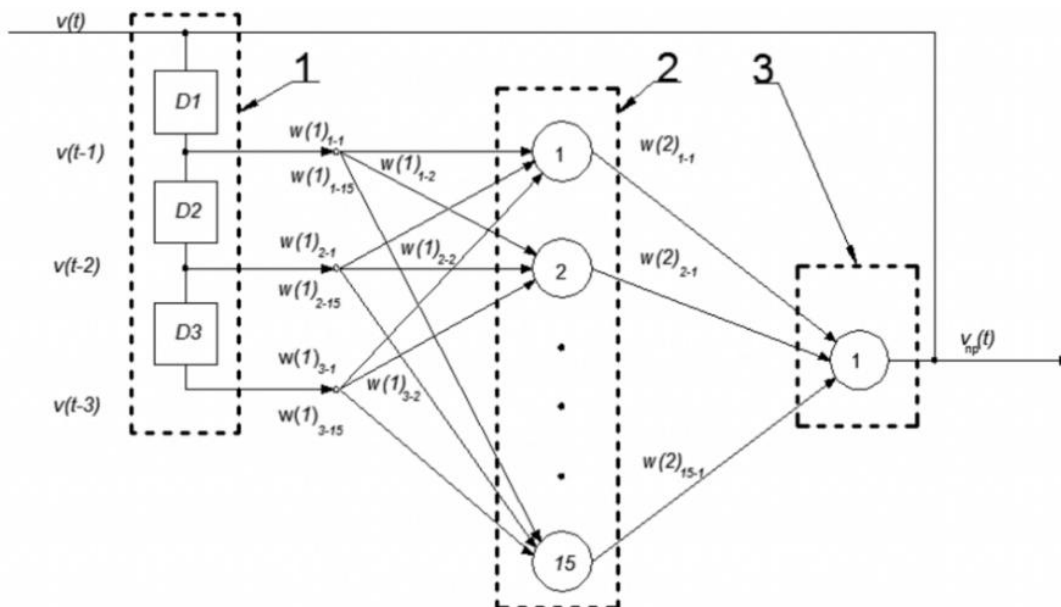 v(t)
1
2
3
D1
w(1)1-1
w(2)1-1
v(t-1)
w(1)1-2
1
w(1)1-15
D2
w(1)2-1
w(1)2-2
w(2)2-1
v(t-2)
2
w(1)2-15
D3
vпр(t)
w(1)3-1
1
w(1)3-2
v(t-3)
w(1)3-15
w(2)15-1
15